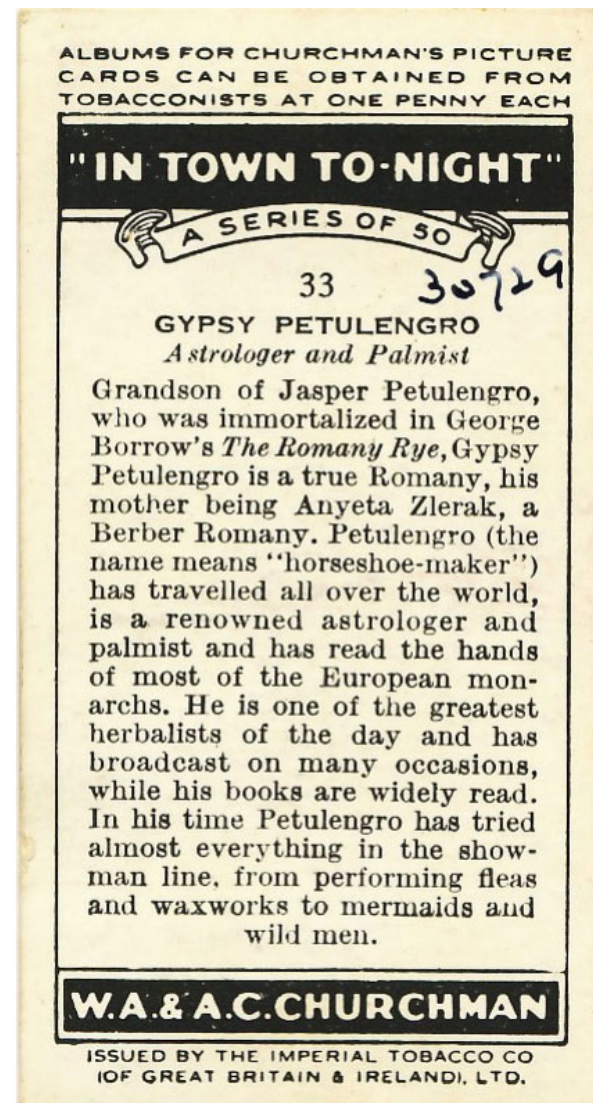 ALBUMS FOR CHURCHMAN'S PICTURE
CARDS CAN BE OBTAINED FROM
TOBACCONISTS AT ONE PENNY EACH
"IN TOWN TO-NIGHT"
A SERIES OF 50
33
30729
GYPSY PETULENGRO
Astrologer and Palmist
Grandson of Jasper Petulengro,
who was immortalized in George
Borrow's The Romany Rye, Gypsy
Petulengro is a true Romany, his
mother being Anyeta Zlerak, a
Berber Romany. Petulengro (the
name means "horseshoe-maker")
has travelled all over the world,
is a renowned astrologer and
palmist and has read the hands
of most of the European mon-
archs. He is one of the greatest
herbalists of the day and has
broadcast on many occasions,
while his books are widely read.
In his time Petulengro has tried
almost everything in the show-
man line, from performing fleas
and waxworks to mermaids and
wild men.
W.A.& A.C.CHURCHMAN
ISSUED BY THE IMPERIAL TOBACCO CO
(OF GREAT BRITAIN & IRELAND), LTD.